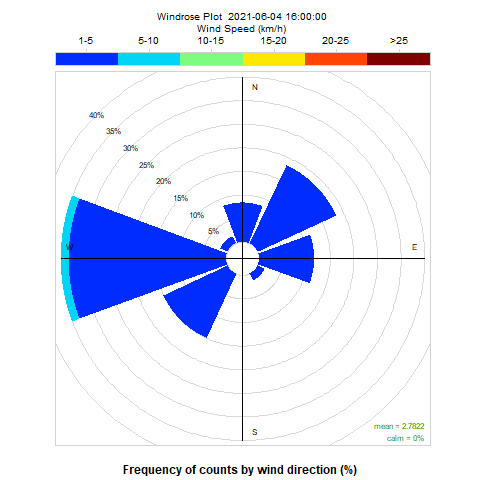 Windrose Plot 2021-06-04 16:00:00
Wind Speed (km/h)
1-5 5-10 10-15 15-20 20-25 >25
N
40%
35%
30%
25%
20%
15%
10%
5%
W E
S
mean = 2.7822
calm = 0%
Frequency of counts by wind direction (%)